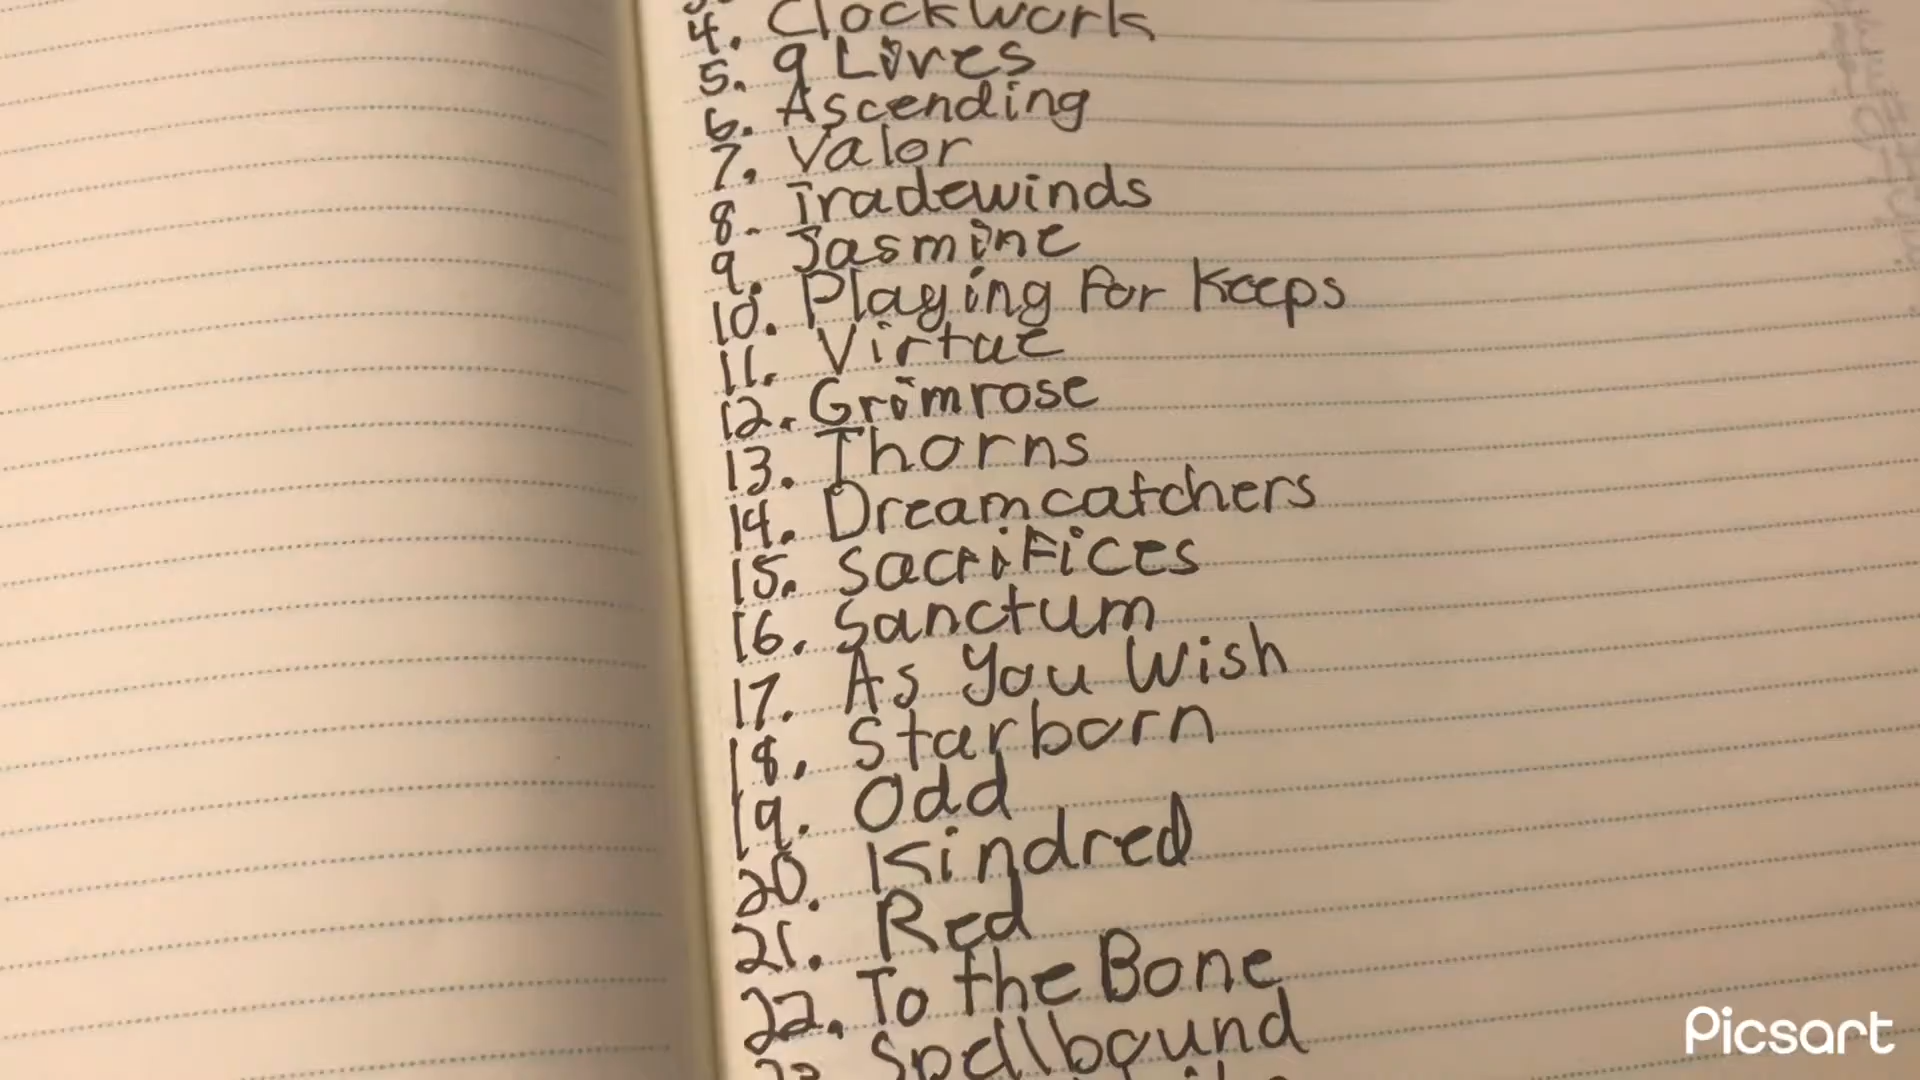 4. Clockwork
5. 9 Lives
6. Ascending
7. Valor
8. Tradewinds
9. Jasmine
10. Playing For Keeps
11. Virtue
12. Grimrose
13. Thorns
14. Dreamcatchers
15. Sacrifices
16. Sanctum
17. As You Wish
18. Starborn
19. Odd
20. Kindred
21. Red
22. To the Bone
23. Spellbound
Picsart